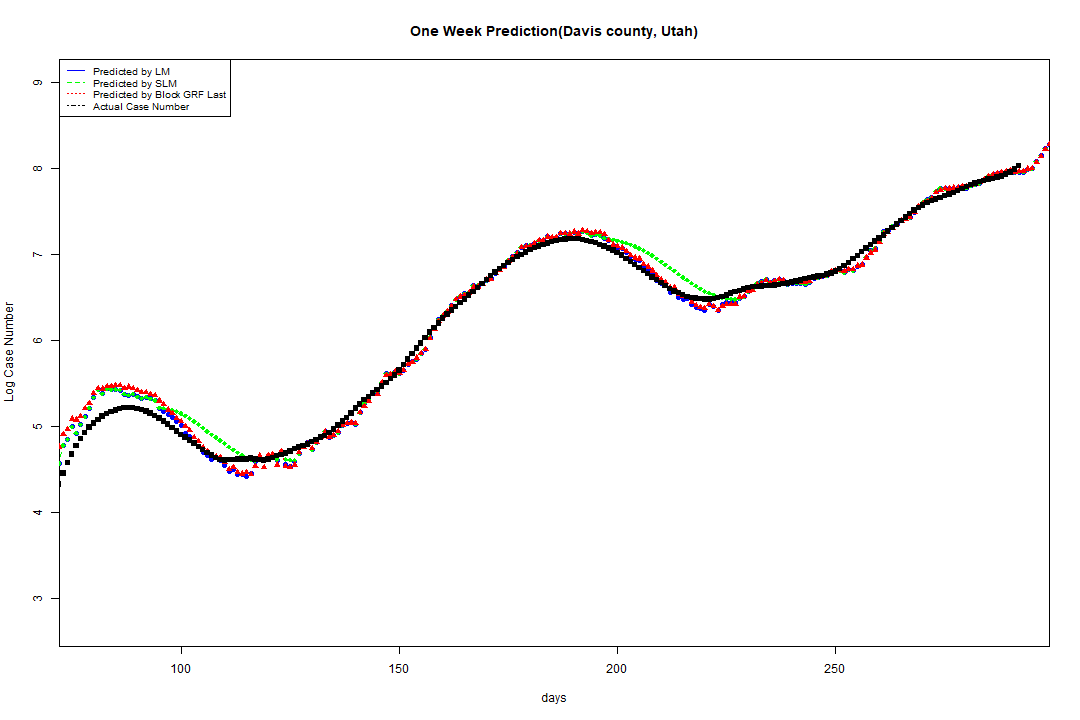 One Week Prediction(Davis county, Utah)
Predicted by LM
Predicted by SLM
Predicted by Block GRF Last
Actual Case Number
9
8
7
6
5
4
3
Log Case Number
100 150 200 250
days